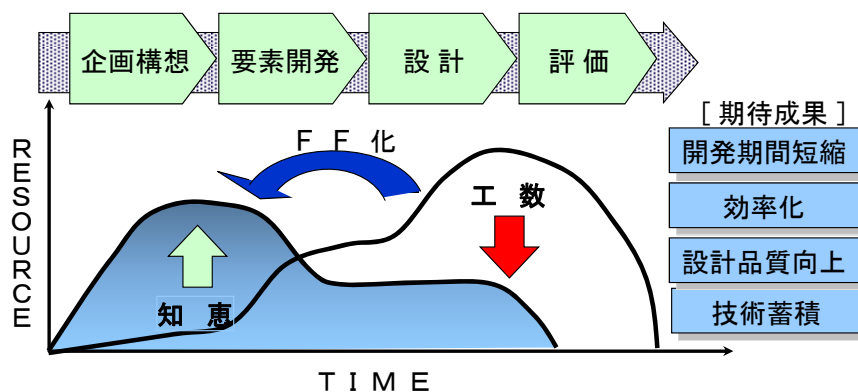 企画構想
要素開発
設 計
評 価
[ 期待成果 ]
開発期間短縮
効率化
設計品質向上
技術蓄積
RESOURCE
F F 化
工 数
知 恵
T I M E